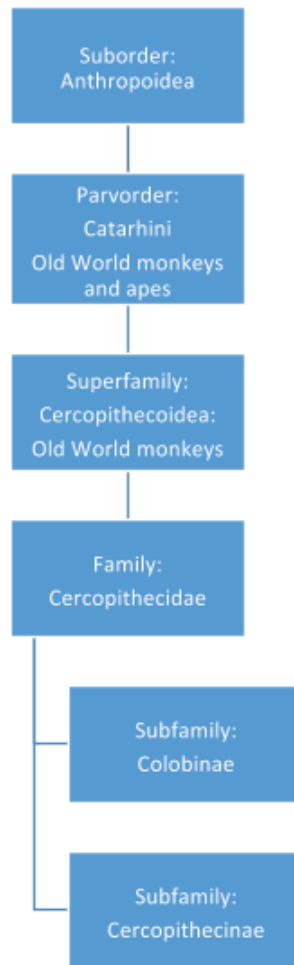 Suborder:
Anthropoidea
Parvorder:
Catarhini
Old World monkeys
and apes
Superfamily:
Cercopithecoidea:
Old World monkeys
Family:
Cercopithecidae
Subfamily:
Colobinae
Subfamily:
Cercopithecinae